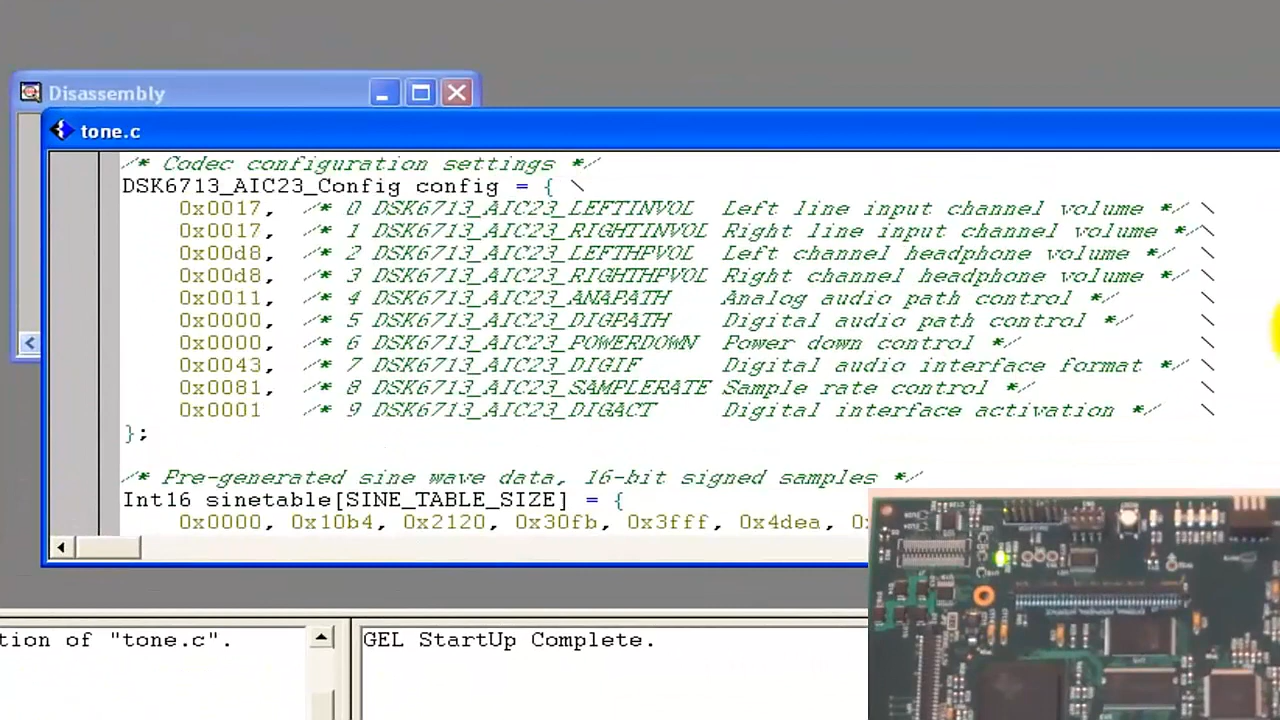 Disassembly
tone.c
/* Codec configuration settings */
DSK6713_AIC23_Config config = { \
0x0017, /* 0 DSK6713_AIC23_LEFTINVOL Left line input channel volume */ \
0x0017, /* 1 DSK6713_AIC23_RIGHTINVOL Right line input channel volume */ \
0x00d8, /* 2 DSK6713_AIC23_LEFTHPVOL Left channel headphone volume */ \
0x00d8, /* 3 DSK6713_AIC23_RIGHTHPVOL Right channel headphone volume */ \
0x0011, /* 4 DSK6713_AIC23_ANAPATH Analog audio path control */ \
0x0000, /* 5 DSK6713_AIC23_DIGPATH Digital audio path control */ \
0x0000, /* 6 DSK6713_AIC23_POWERDOWN Power down control */ \
0x0043, /* 7 DSK6713_AIC23_DIGIF Digital audio interface format */ \
0x0081, /* 8 DSK6713_AIC23_SAMPLERATE Sample rate control */ \
0x0001 /* 9 DSK6713_AIC23_DIGACT Digital interface activation */ \
};
/* Pre-generated sine wave data, 16-bit signed samples */
Int16 sinetable[SINE_TABLE_SIZE] = {
0x0000, 0x10b4, 0x2120, 0x30fb, 0x3fff, 0x4dea,
tion of "tone.c".
GEL StartUp Complete.